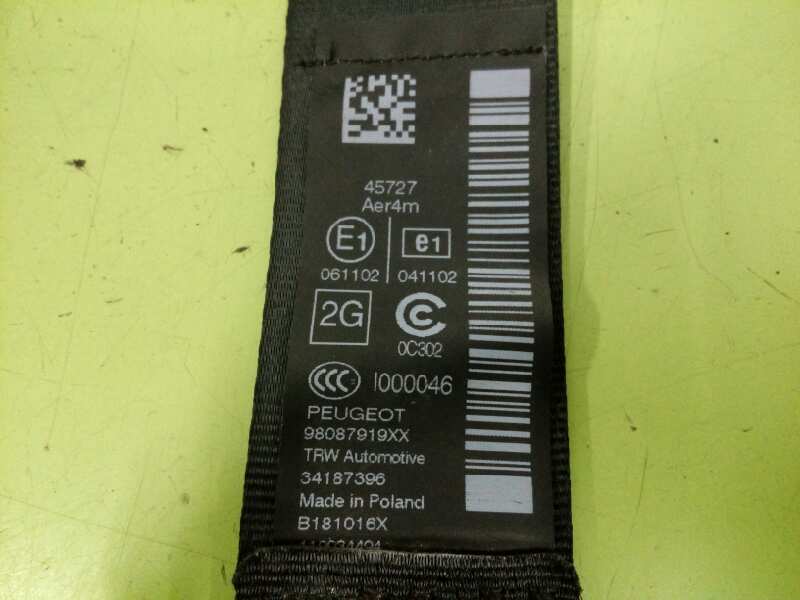 45727
Aer4m
E1 e1
061102 041102
2G
0C302
CCC I000046
PEUGEOT
98087919XX
TRW Automotive
34187396
Made in Poland
B181016X